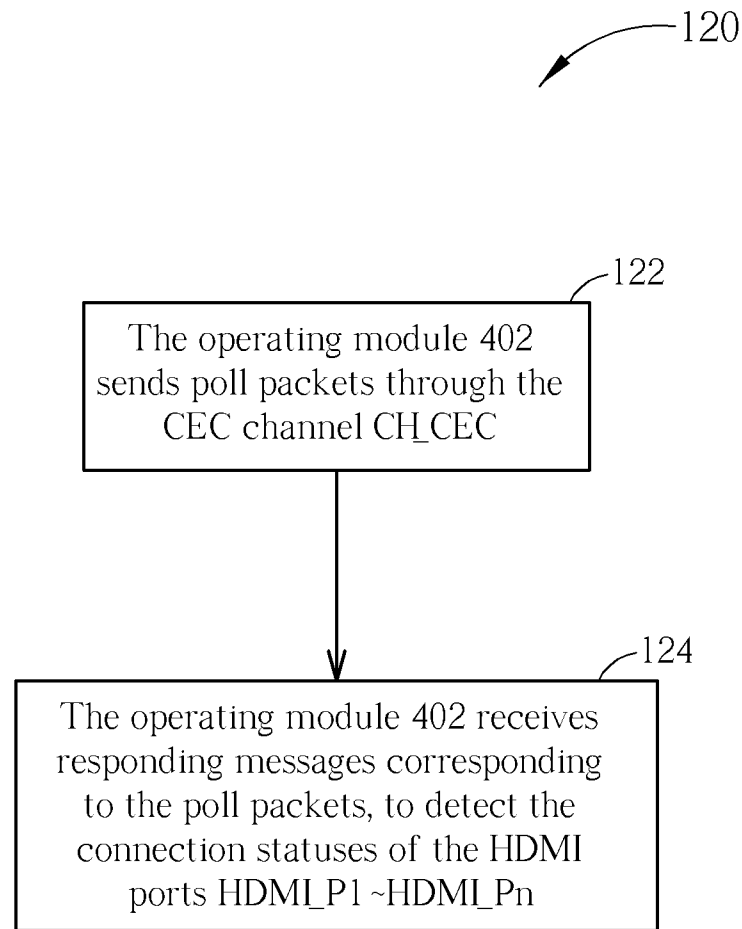 120
122
The operating module 402
sends poll packets through the
CEC channel CH_CEC
124
The operating module 402 receives
responding messages corresponding
to the poll packets, to detect the
connection statuses of the HDMI
ports HDMI_P1~HDMI_Pn